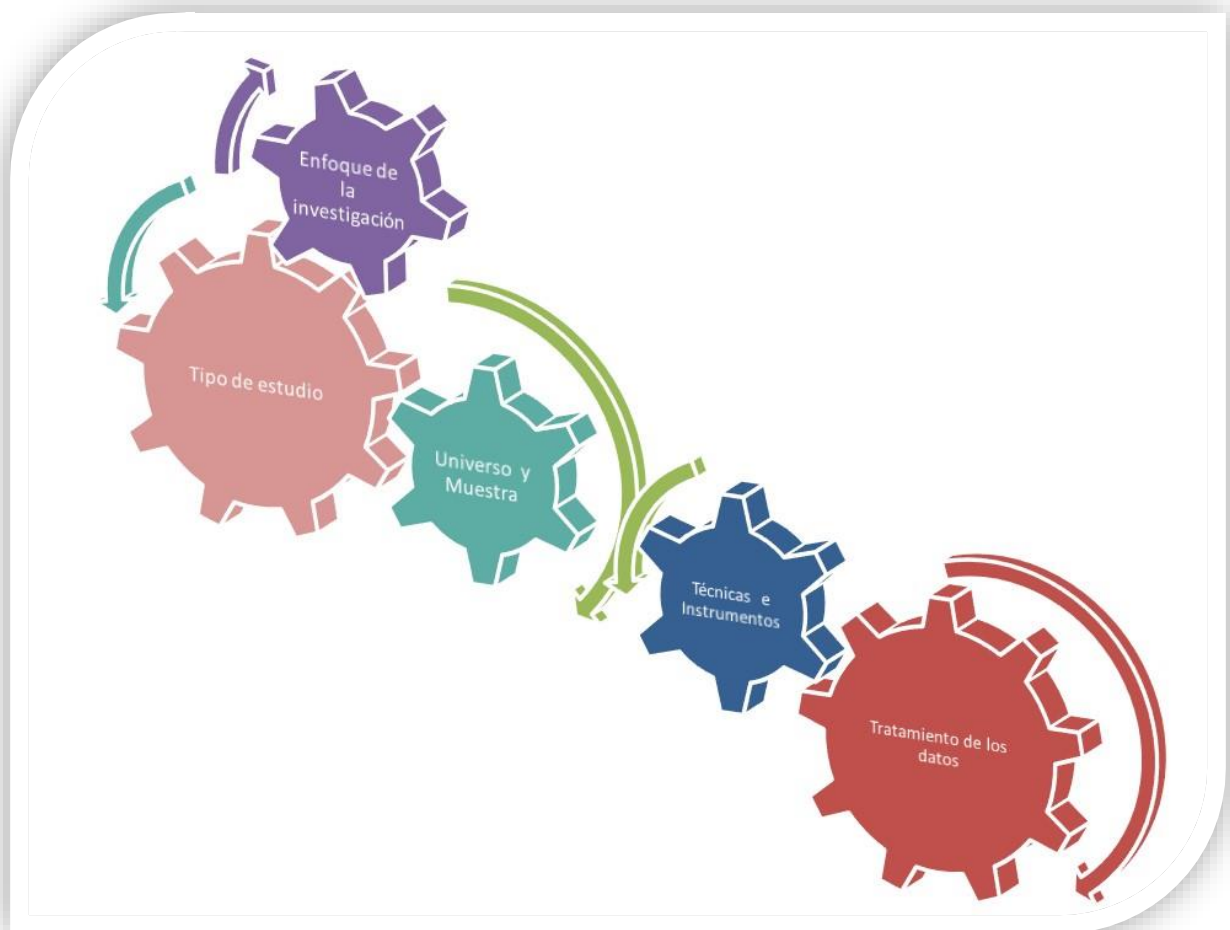 Enfoque de
la
investigación
Tipo de estudio
Universo y
Muestra
Técnicas e
Instrumentos
Tratamiento de los
datos